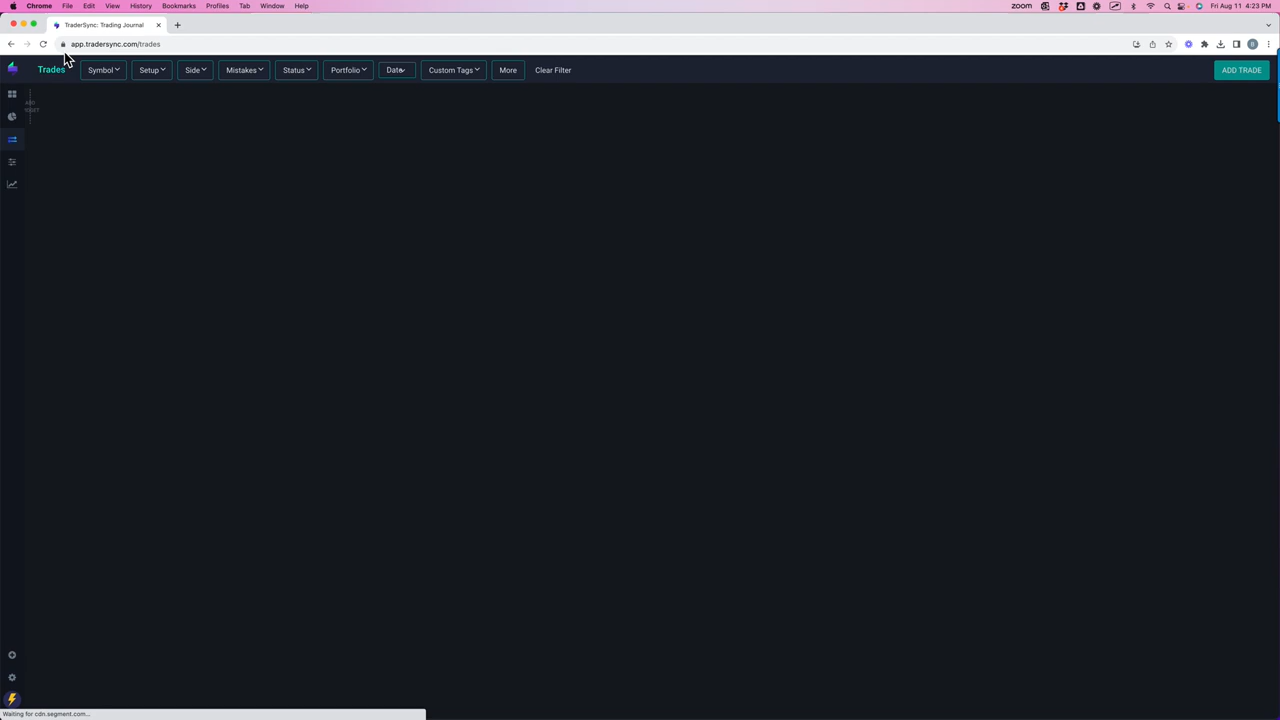 Chrome File Edit View History Bookmarks Profiles Tab Window Help zoom Fri Aug 11 4:23 PM
TraderSync: Trading Journal
app.tradersync.com/trades
Trades Symbol Setup Side Mistakes Status Portfolio Date Custom Tags More Clear Filter ADD TRADE
Waiting for cdn.segment.com...